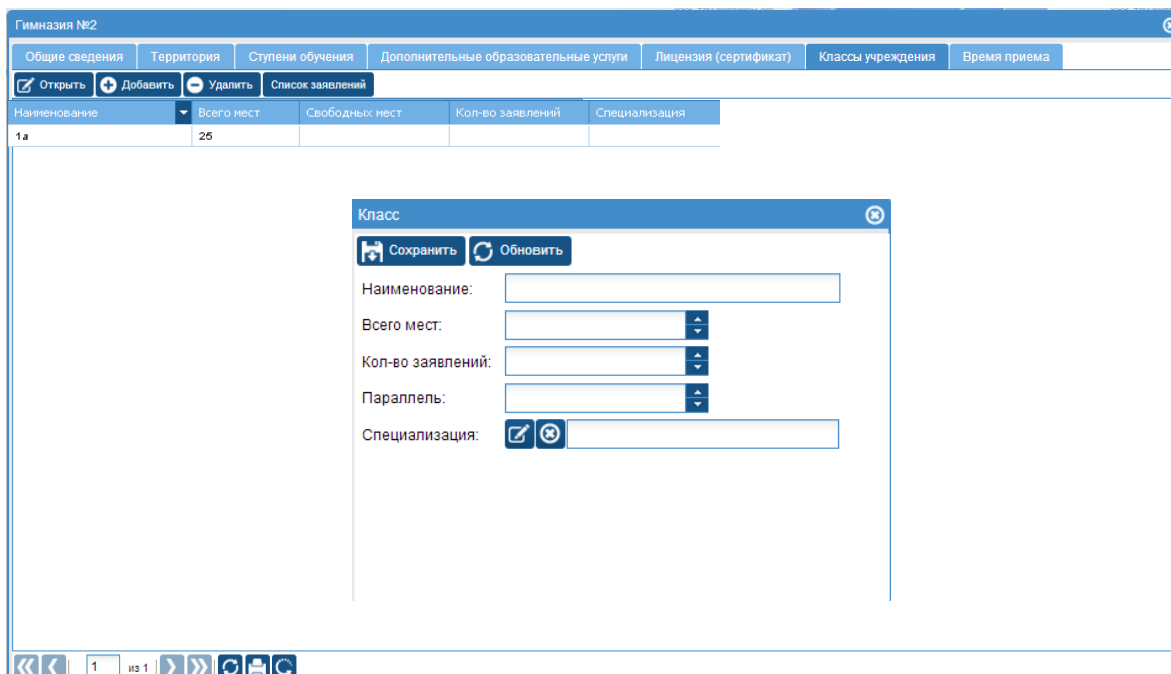 Гимназия №2
Общие сведения Территория Ступени обучения Дополнительные образовательные услуги Лицензия (сертификат) Классы учреждения Время приема
Открыть Добавить Удалить Список заявлений
Наименование Всего мест Свободных мест Кол-во заявлений Специализация
1а 25
Класс
Сохранить Обновить
Наименование:
Всего мест:
Кол-во заявлений:
Параллель:
Специализация:
1 из 1